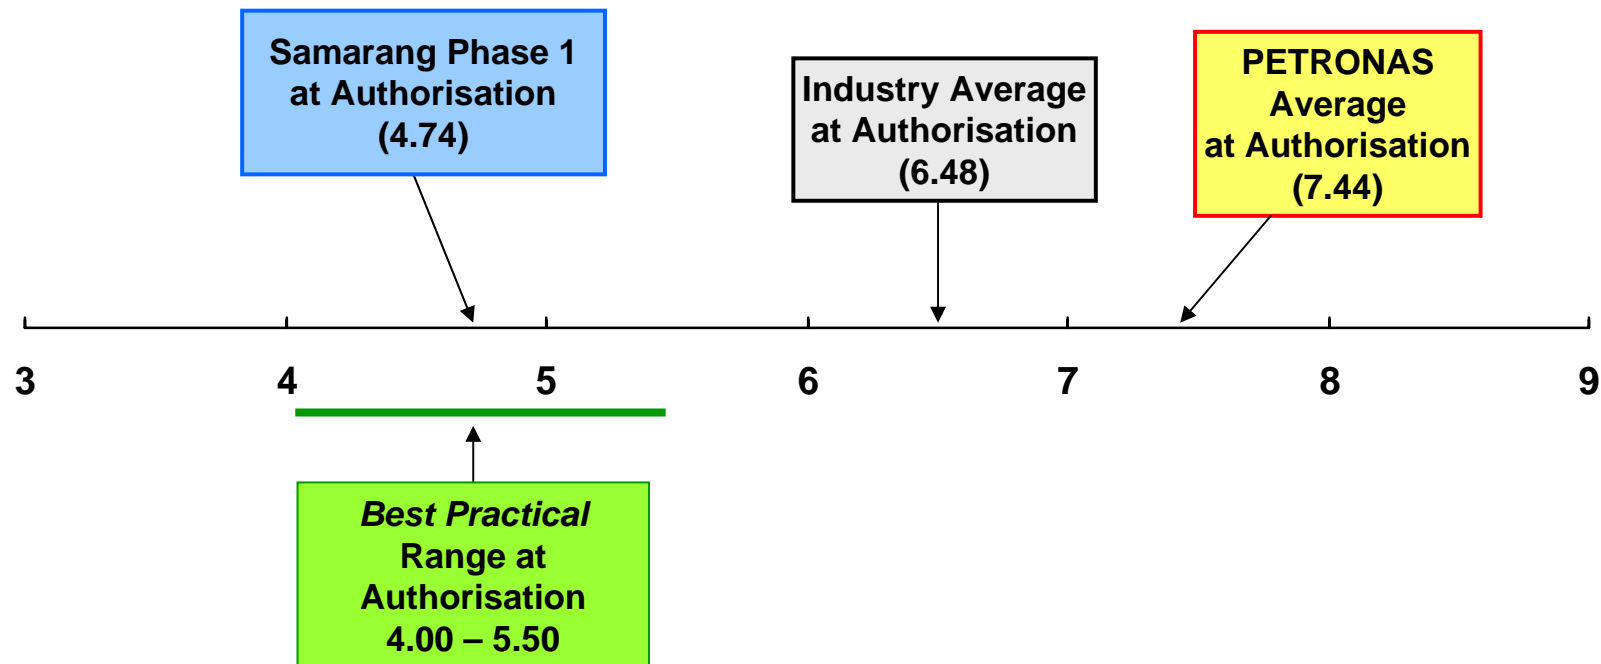 Samarang Phase 1
at Authorisation
(4.74)
Industry Average
at Authorisation
(6.48)
PETRONAS
Average
at Authorisation
(7.44)
3
4
5
6
7
8
9
Best Practical
Range at
Authorisation
4.00 – 5.50